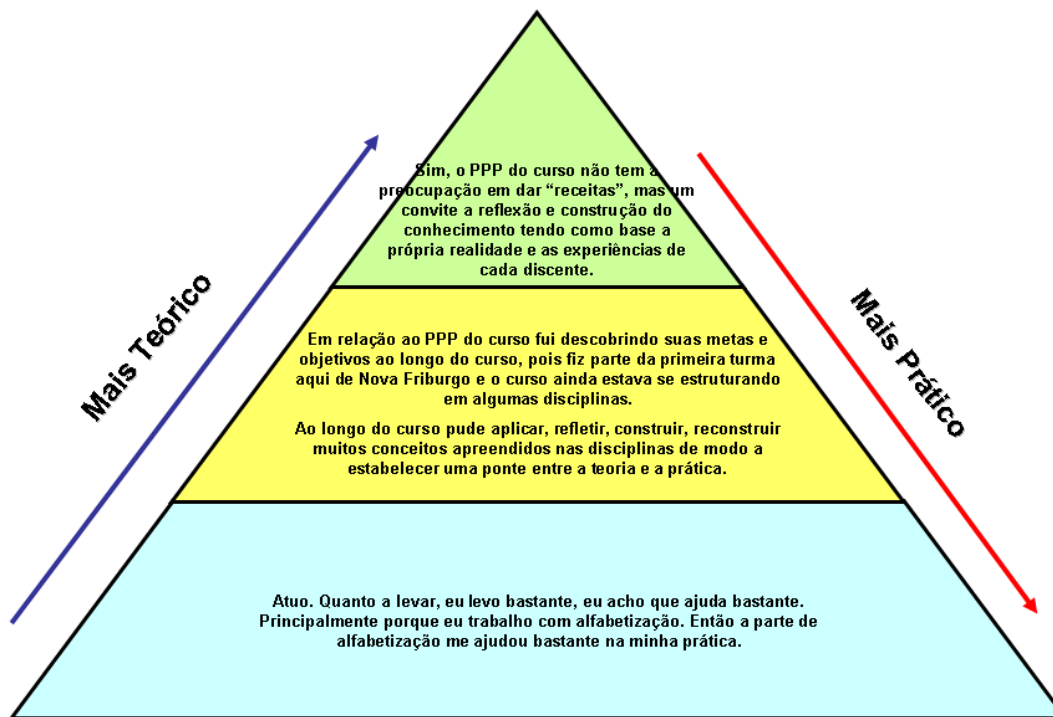 Mais Teórico
Mais Prático
Sim, o PPP do curso não tem a
preocupação em dar “receitas”, mas um
convite a reflexão e construção do
conhecimento tendo como base a
própria realidade e as experiências de
cada discente.
Em relação ao PPP do curso fui descobrindo suas metas e
objetivos ao longo do curso, pois fiz parte da primeira turma
aqui de Nova Friburgo e o curso ainda estava se estruturando
em algumas disciplinas.
Ao longo do curso pude aplicar, refletir, construir, reconstruir
muitos conceitos apreendidos nas disciplinas de modo a
estabelecer uma ponte entre a teoria e a prática.
Atuo. Quanto a levar, eu levo bastante, eu acho que ajuda bastante.
Principalmente porque eu trabalho com alfabetização. Então a parte de
alfabetização me ajudou bastante na minha prática.